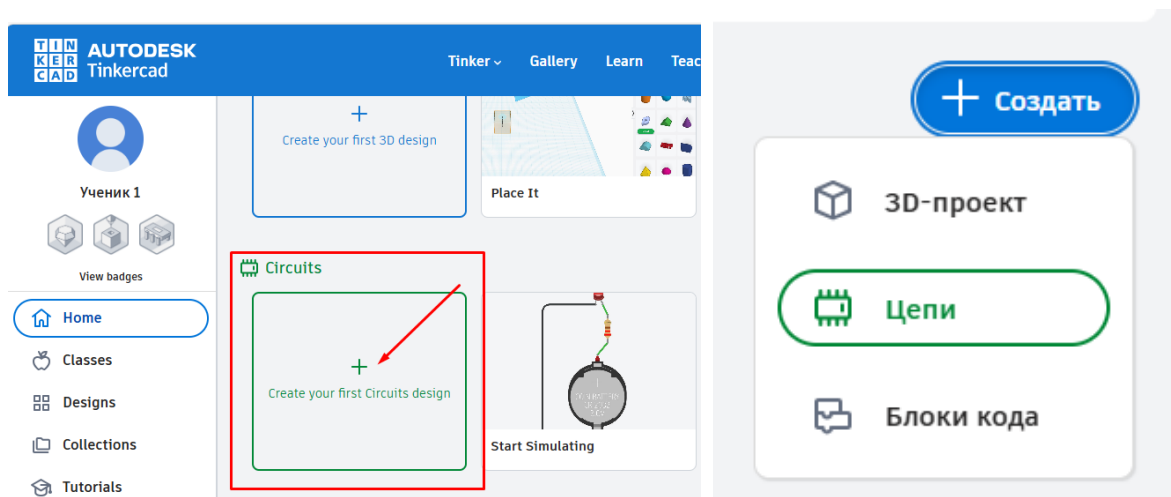 TIN
KER
CAD
AUTODESK
Tinkercad
Tinker
Gallery
Learn
Teac
Ученик 1
View badges
Home
Classes
Designs
Collections
Tutorials
Create your first 3D design
Place It
Circuits
Create your first Circuits design
Start Simulating
+ Создать
3D-проект
Цепи
Блоки кода